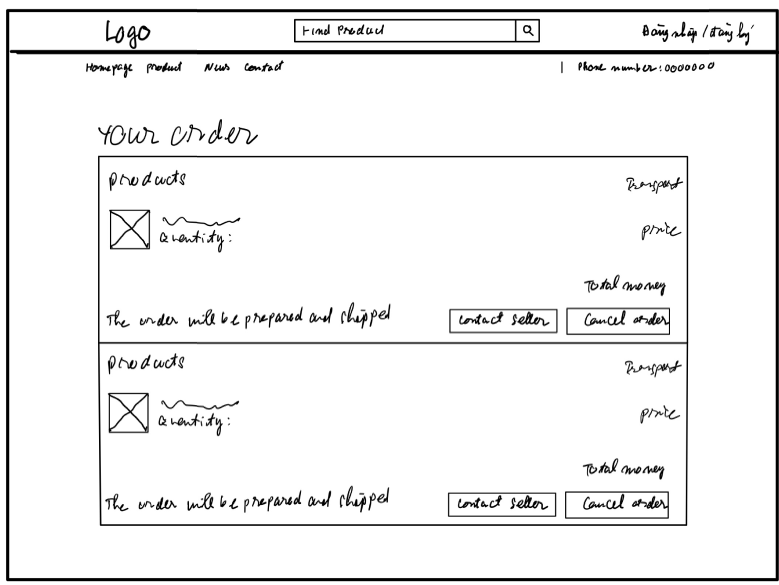 Logo
Find Product
Đăng nhập / đăng ký
Homepage product News contact
| Phone number: 0000000
Your order
products
Transport
Quantity:
price
Total money
The order will be prepared and shipped
contact seller
Cancel order
products
Transport
Quantity:
price
Total money
The order will be prepared and shipped
contact seller
Cancel order